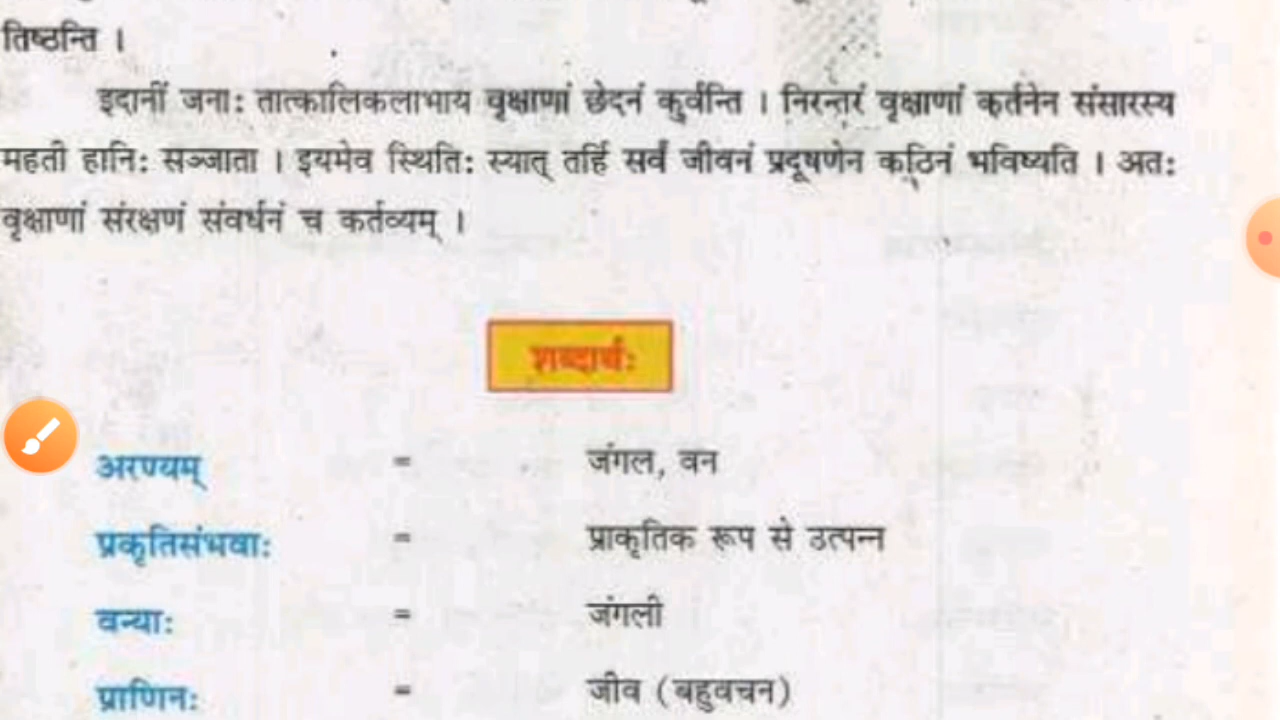 तिष्ठन्ति ।
इदानीं जनाः तात्कालिकलाभाय वृक्षाणां छेदनं कुर्वन्ति । निरन्तरं वृक्षाणां कर्तनेन संसारस्य
महती हानिः सञ्जाता । इयमेव स्थितिः स्यात् तर्हि सर्वं जीवनं प्रदूषणेन कठिनं भविष्यति । अतः
वृक्षाणां संरक्षणं संवर्धनं च कर्तव्यम् ।
शब्दार्थः
अरण्यम् = जंगल, वन
प्रकृतिसंभवाः = प्राकृतिक रूप से उत्पन्न
वन्याः = जंगली
प्राणिनः = जीव (बहुवचन)